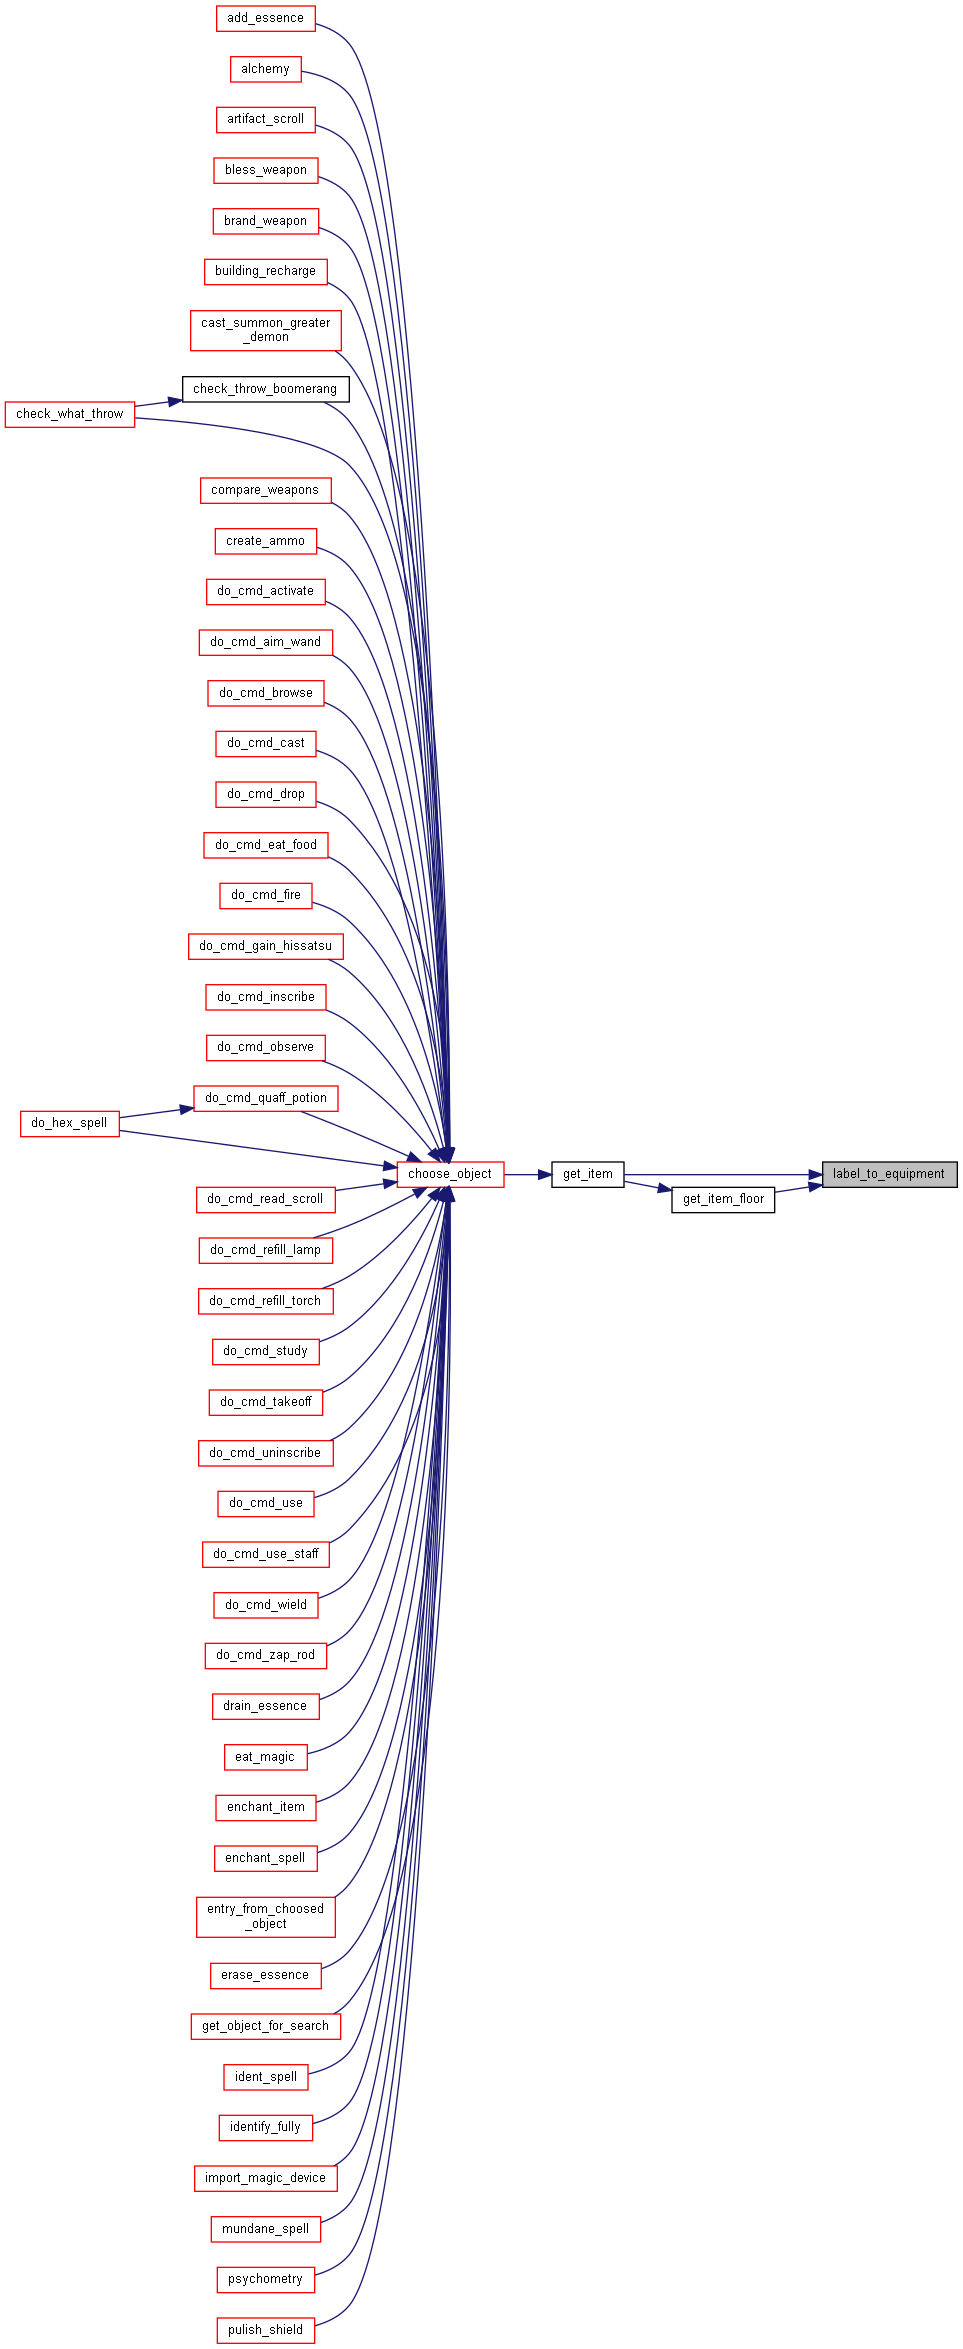 add_essence
alchemy
artifact_scroll
bless_weapon
brand_weapon
building_recharge
cast_summon_greater
_demon
check_throw_boomerang
check_what_throw
compare_weapons
create_ammo
do_cmd_activate
do_cmd_aim_wand
do_cmd_browse
do_cmd_cast
do_cmd_drop
do_cmd_eat_food
do_cmd_fire
do_cmd_gain_hissatsu
do_cmd_inscribe
do_cmd_observe
do_cmd_quaff_potion
do_hex_spell
choose_object
get_item
label_to_equipment
get_item_floor
do_cmd_read_scroll
do_cmd_refill_lamp
do_cmd_refill_torch
do_cmd_study
do_cmd_takeoff
do_cmd_uninscribe
do_cmd_use
do_cmd_use_staff
do_cmd_wield
do_cmd_zap_rod
drain_essence
eat_magic
enchant_item
enchant_spell
entry_from_choosed
_object
erase_essence
get_object_for_search
ident_spell
identify_fully
import_magic_device
mundane_spell
psychometry
pulish_shield